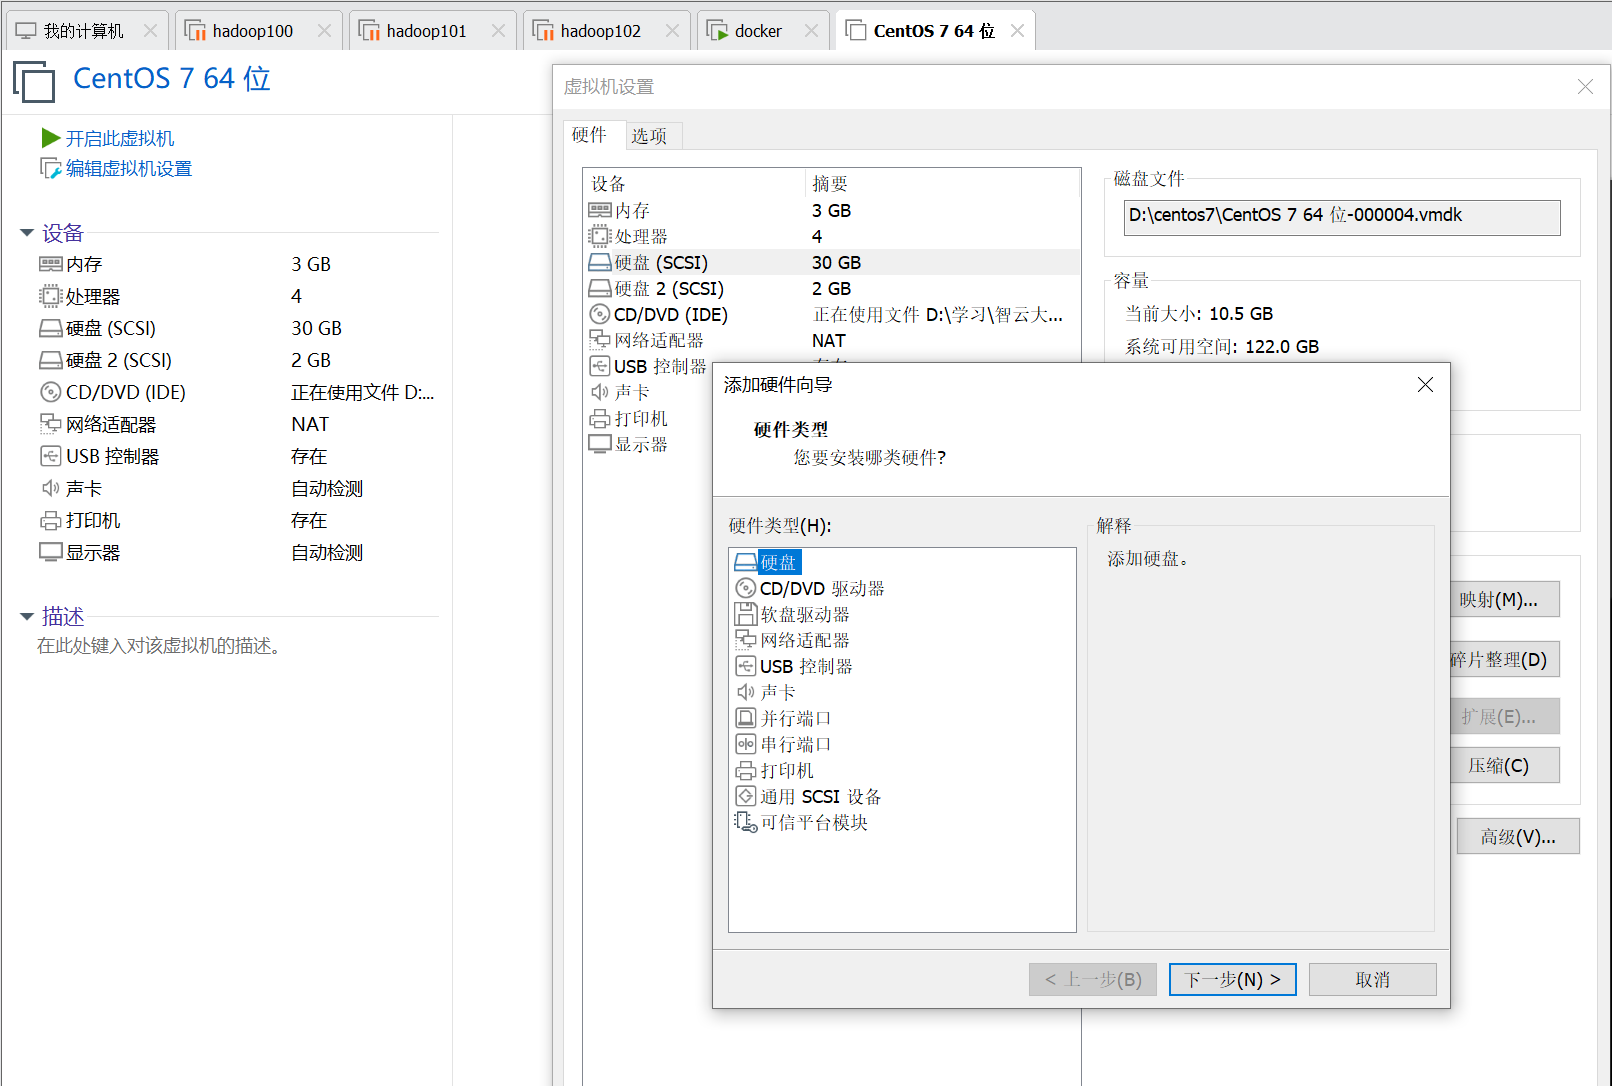 我的计算机
hadoop100
hadoop101
hadoop102
docker
CentOS 7 64 位
CentOS 7 64 位
开启此虚拟机
编辑虚拟机设置
设备
内存 3 GB
处理器 4
硬盘 (SCSI) 30 GB
硬盘 2 (SCSI) 2 GB
CD/DVD (IDE) 正在使用文件 D:...
网络适配器 NAT
USB 控制器 存在
声卡 自动检测
打印机 存在
显示器 自动检测
描述
在此处键入对该虚拟机的描述。
虚拟机设置
硬件 选项
设备 摘要
内存 3 GB
处理器 4
硬盘 (SCSI) 30 GB
硬盘 2 (SCSI) 2 GB
CD/DVD (IDE) 正在使用文件 D:\学习\智云大...
网络适配器 NAT
USB 控制器
声卡
打印机
显示器
磁盘文件
D:\centos7\CentOS 7 64 位-000004.vmdk
容量
当前大小: 10.5 GB
系统可用空间: 122.0 GB
映射(M)...
碎片整理(D)
扩展(E)...
压缩(C)
高级(V)...
添加硬件向导
硬件类型
您要安装哪类硬件?
硬件类型(H):
硬盘
CD/DVD 驱动器
软盘驱动器
网络适配器
USB 控制器
声卡
并行端口
串行端口
打印机
通用 SCSI 设备
可信平台模块
解释
添加硬盘。
< 上一步(B)
下一步(N) >
取消